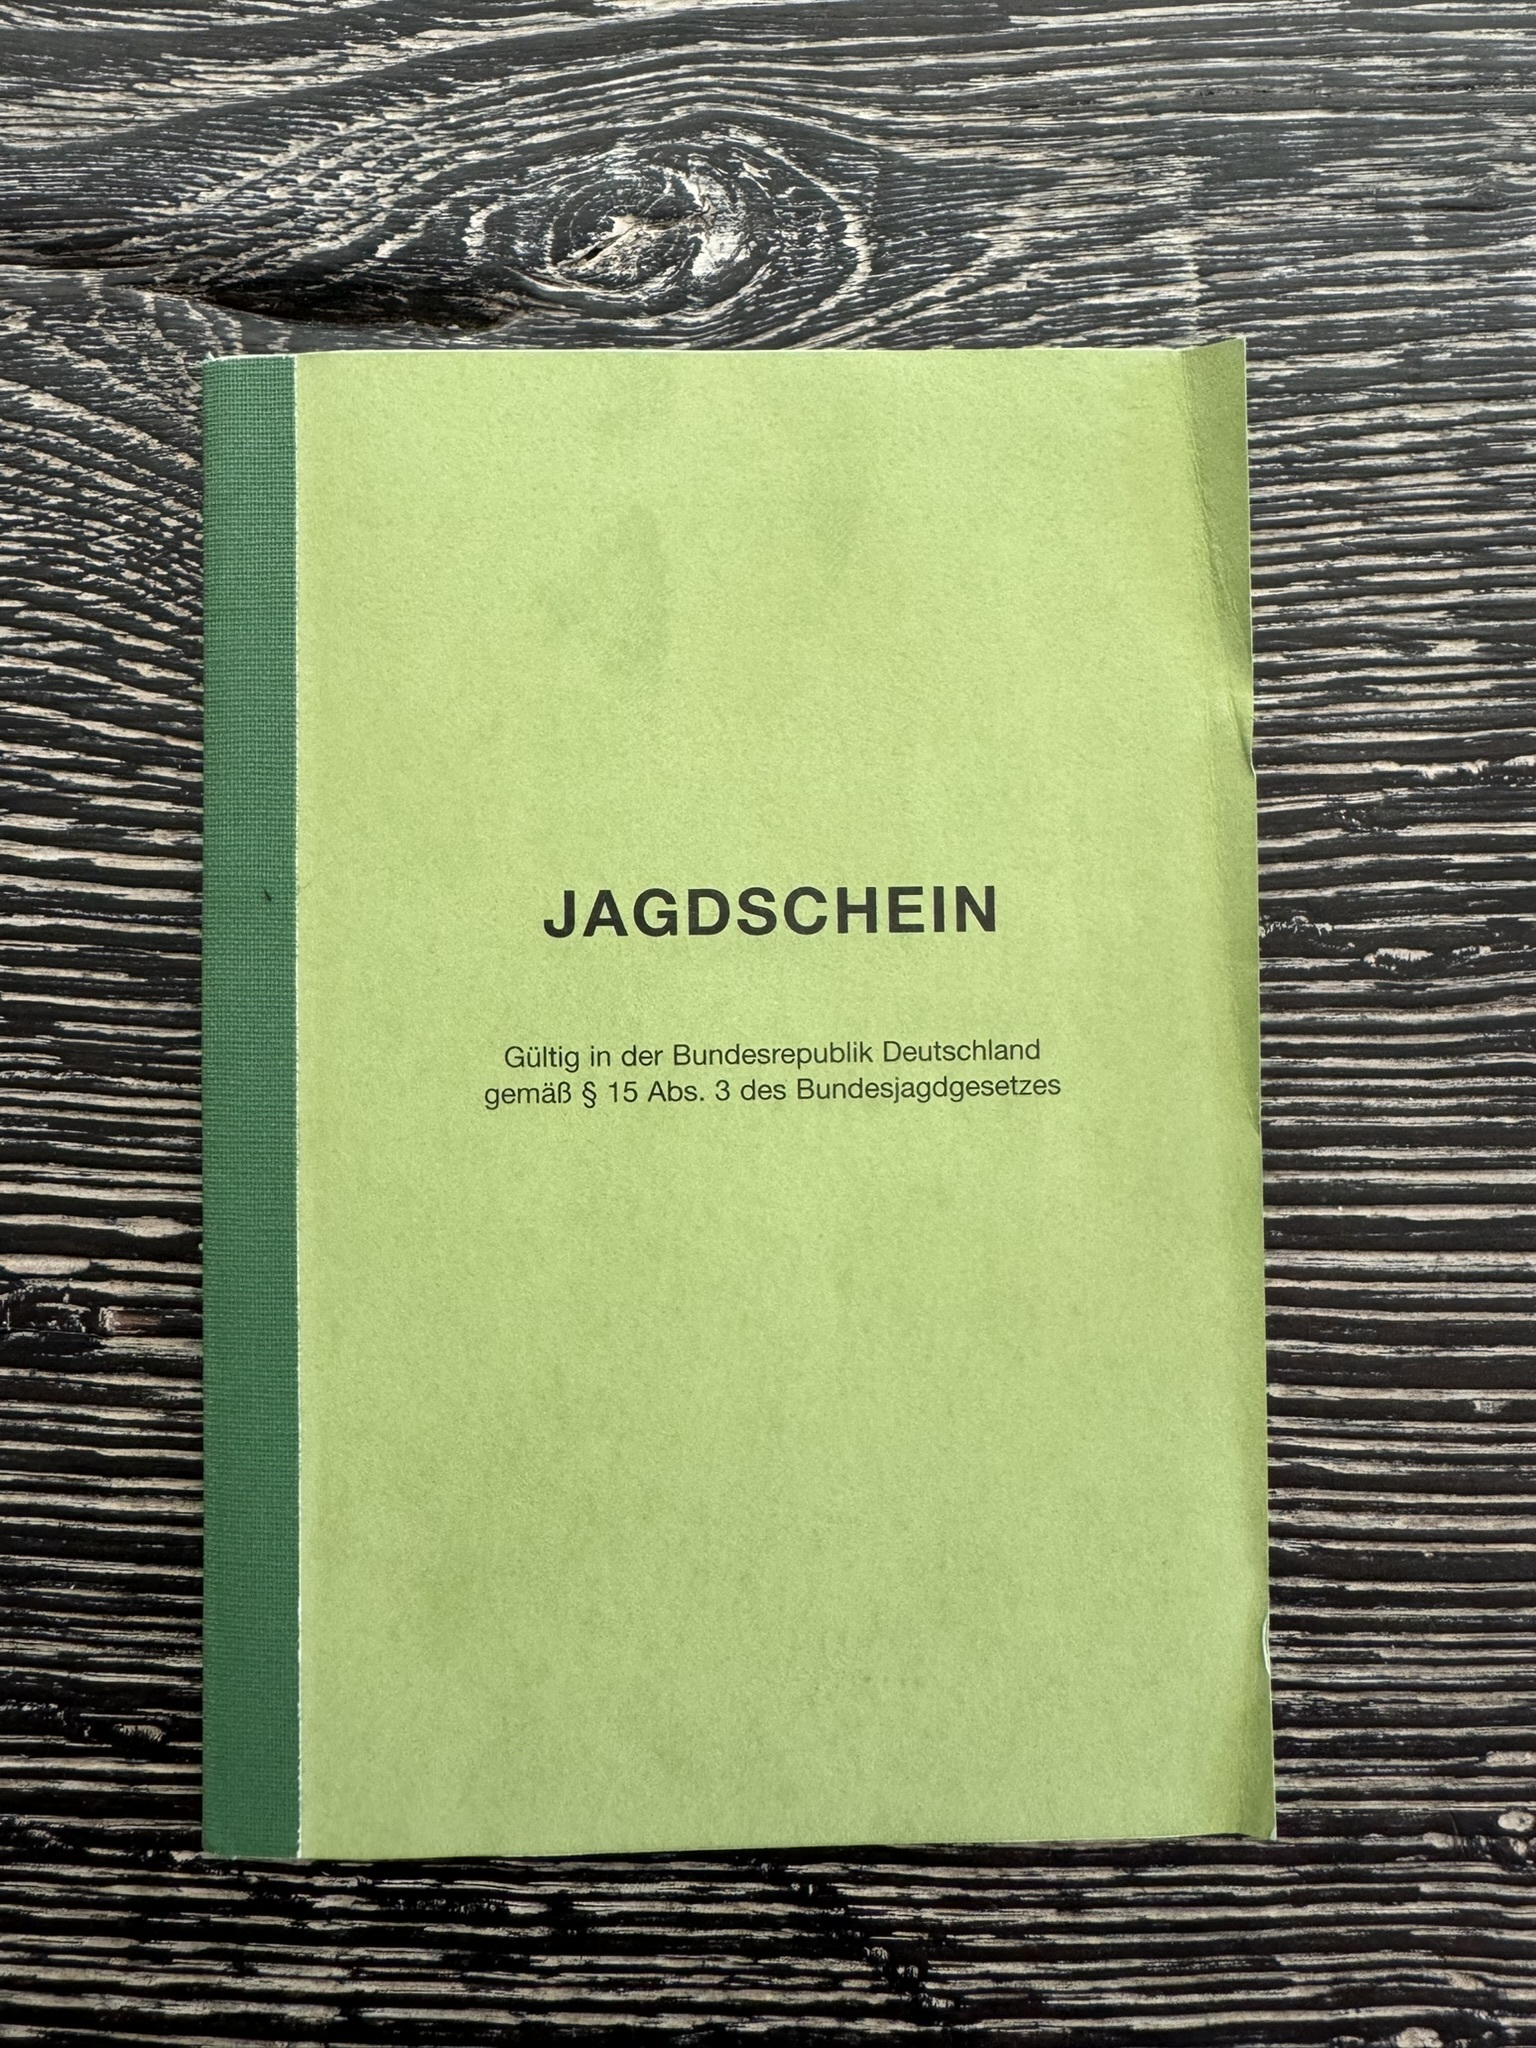 JAGDSCHEIN
Gültig in der Bundesrepublik Deutschland
gemäß § 15 Abs. 3 des Bundesjagdgesetzes